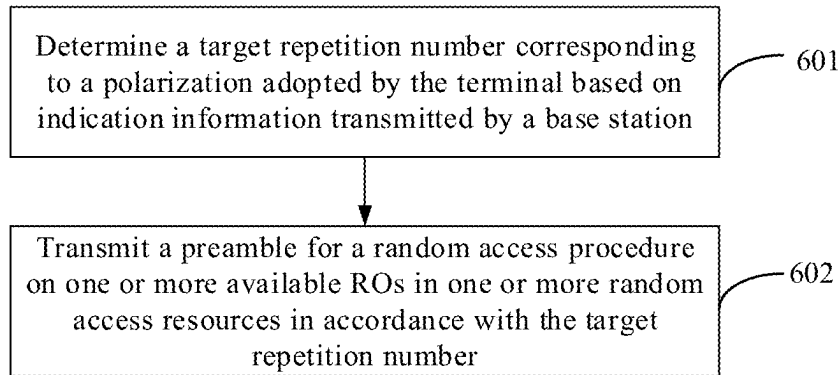 Determine a target repetition number corresponding
to a polarization adopted by the terminal based on
indication information transmitted by a base station
601
Transmit a preamble for a random access procedure
on one or more available ROs in one or more random
access resources in accordance with the target
repetition number
602